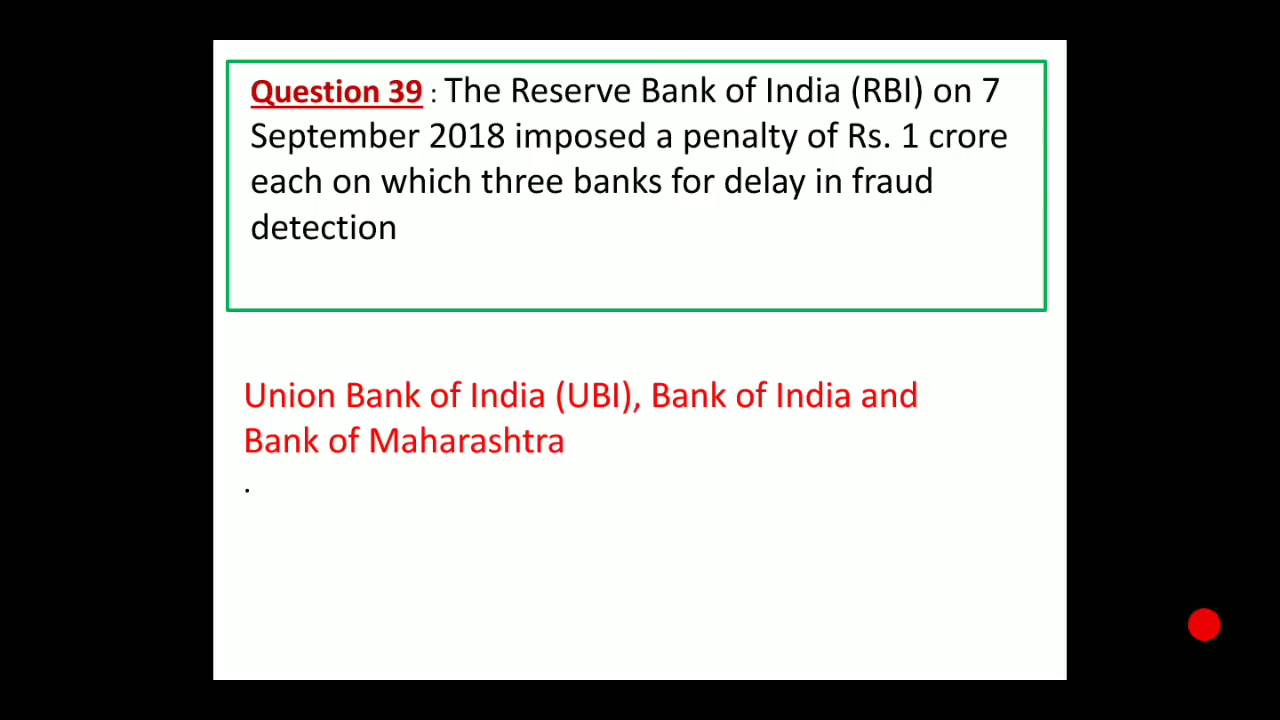 Question 39 : The Reserve Bank of India (RBI) on 7
September 2018 imposed a penalty of Rs. 1 crore
each on which three banks for delay in fraud
detection
Union Bank of India (UBI), Bank of India and
Bank of Maharashtra
.